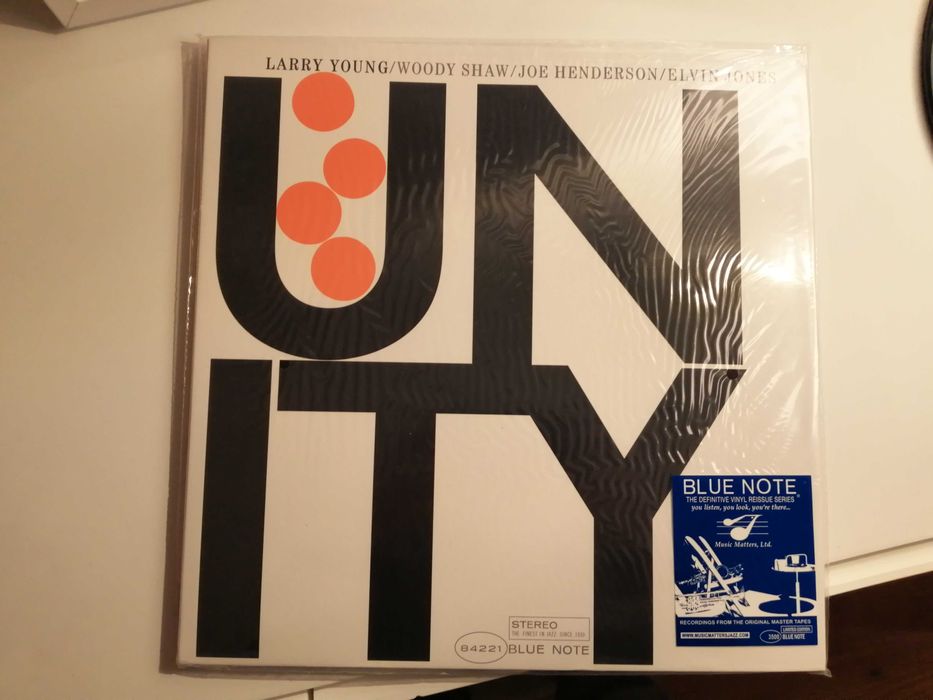 LARRY YOUNG/WOODY SHAW/JOE HENDERSON/ELVIN JONES
UN
ITY
BLUE NOTE
THE DEFINITIVE VINYL REISSUE SERIES®
you listen, you look, you're there...
Music Matters, Ltd.
RECORDINGS FROM THE ORIGINAL MASTER TAPES
WWW.MUSICMATTERSJAZZ.COM
LIMITED EDITION
BLUE NOTE
STEREO
THE FINEST IN JAZZ SINCE 1939
84221 BLUE NOTE